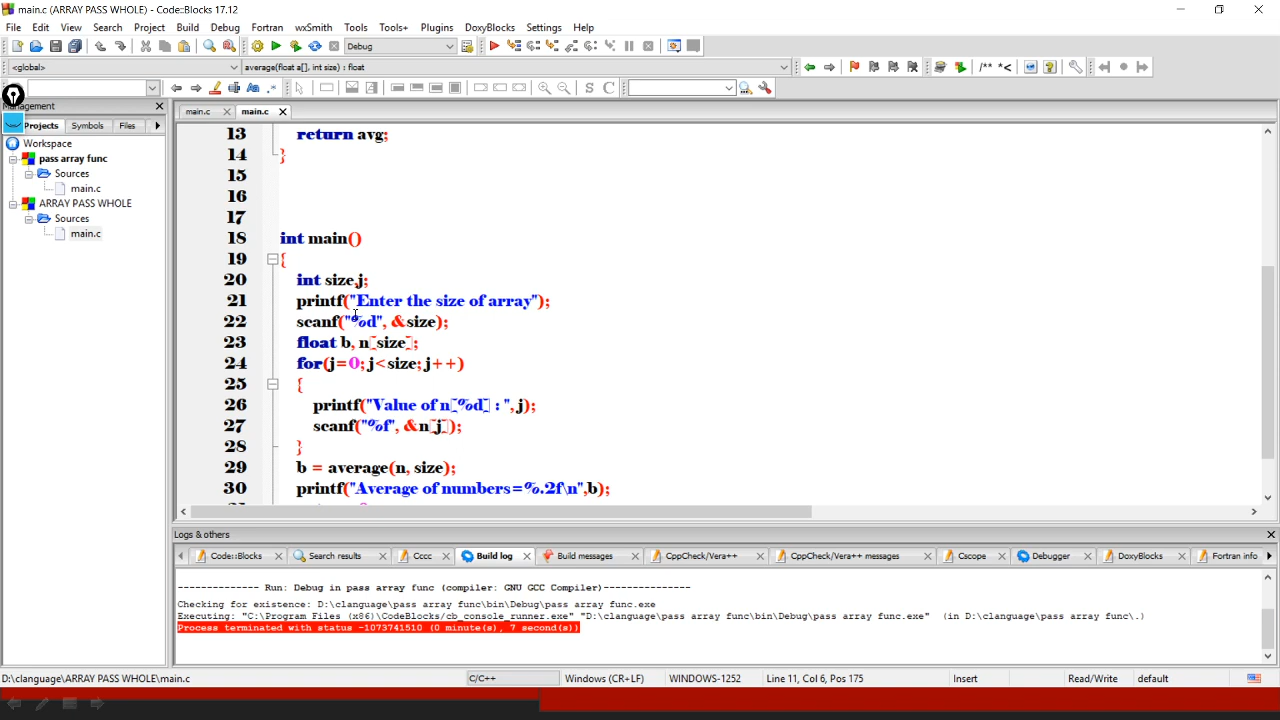 main.c (ARRAY PASS WHOLE) - Code::Blocks 17.12
File Edit View Search Project Build Debug Fortran wxSmith Tools Tools+ Plugins DoxyBlocks Settings Help
Debug
<global> average(float a[], int size) : float
/** *<
Aa .* S C
Management
Projects Symbols Files
main.c main.c
Workspace
pass array func
Sources
main.c
ARRAY PASS WHOLE
Sources
main.c
13 return avg;
14 }
15
16
17
18 int main()
19 {
20 int size,j;
21 printf("Enter the size of array");
22 scanf("%d", &size);
23 float b, n[size];
24 for(j=0; j<size; j++)
25 {
26 printf("Value of n[%d] : ", j);
27 scanf("%f", &n[j]);
28 }
29 b = average(n, size);
30 printf("Average of numbers=%.2f\n",b);
Logs & others
Code::Blocks Search results Cccc Build log Build messages CppCheck/Vera++ CppCheck/Vera++ messages Cscope Debugger DoxyBlocks Fortran info
-------------- Run: Debug in pass array func (compiler: GNU GCC Compiler)---------------
Checking for existence: D:\clanguage\pass array func\bin\Debug\pass array func.exe
Executing: "C:\Program Files (x86)\CodeBlocks/cb_console_runner.exe" "D:\clanguage\pass array func\bin\Debug\pass array func.exe" (in D:\clanguage\pass array func\.)
Process terminated with status -1073741510 (0 minute(s), 7 second(s))
D:\clanguage\ARRAY PASS WHOLE\main.c C/C++ Windows (CR+LF) WINDOWS-1252 Line 11, Col 6, Pos 175 Insert Read/Write default